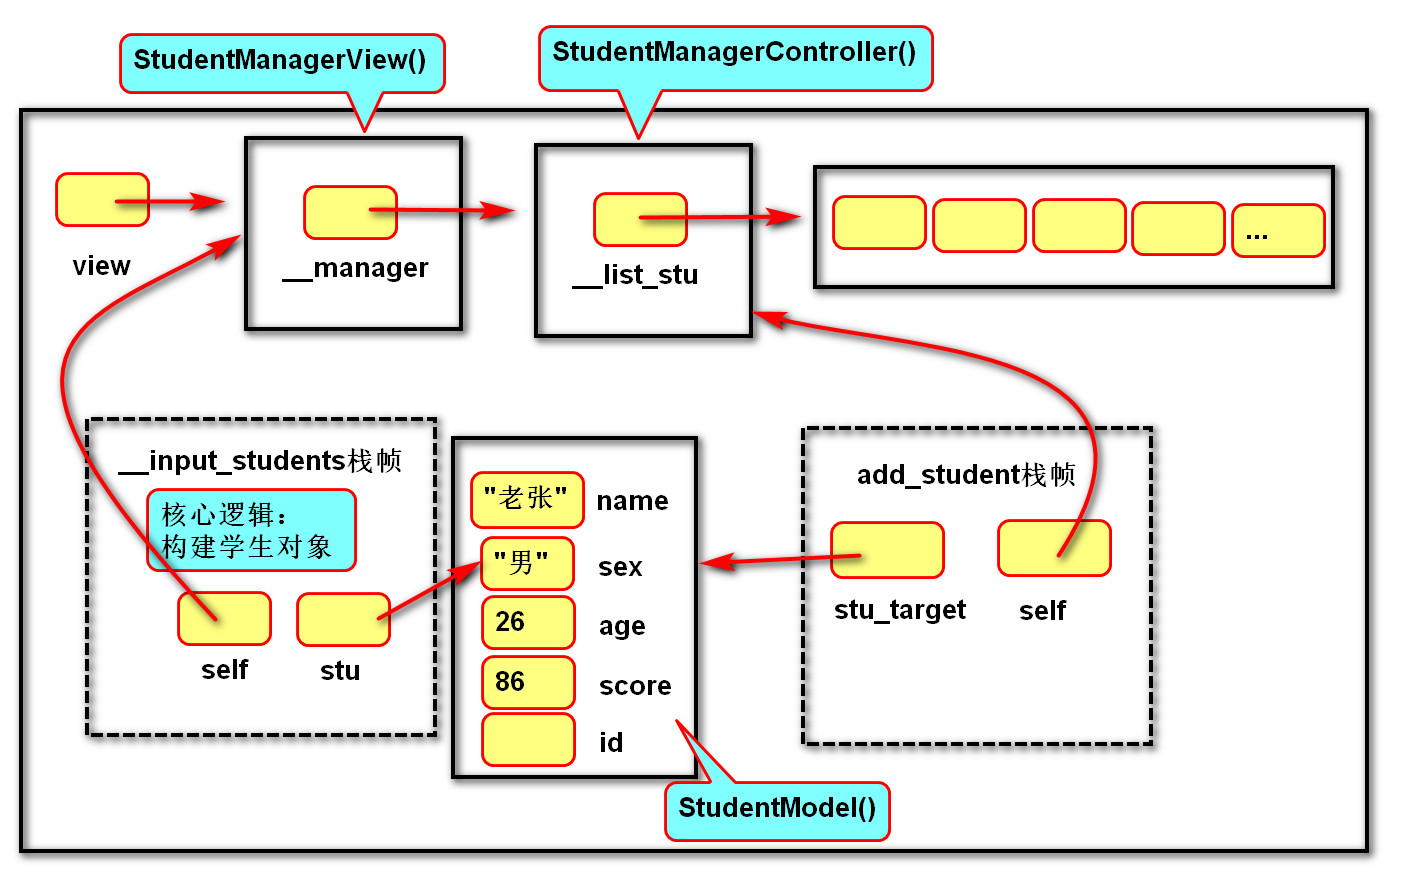 StudentManagerView()
StudentManagerController()
view
__manager
__list_stu
...
__input_students栈帧
核心逻辑：
构建学生对象
self
stu
"老张"
name
"男"
sex
26
age
86
score
id
StudentModel()
add_student栈帧
stu_target
self